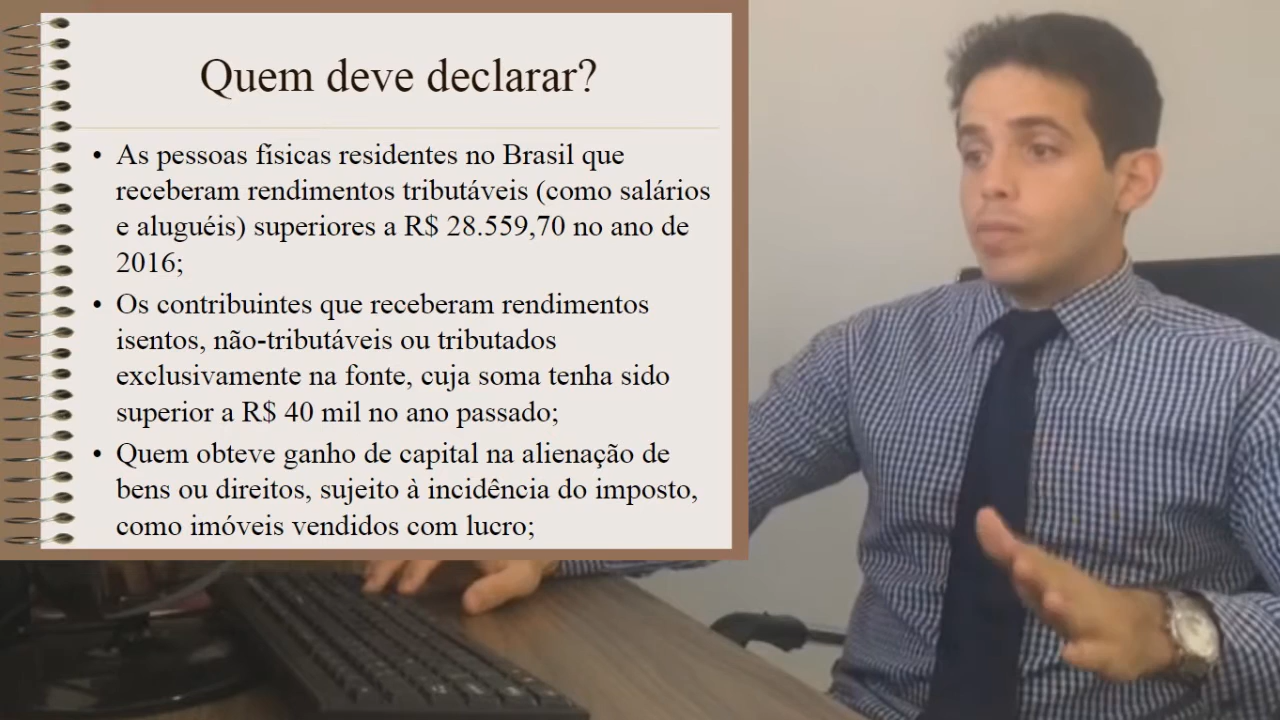 Quem deve declarar?
• As pessoas físicas residentes no Brasil que
receberam rendimentos tributáveis (como salários
e aluguéis) superiores a R$ 28.559,70 no ano de
2016;
• Os contribuintes que receberam rendimentos
isentos, não-tributáveis ou tributados
exclusivamente na fonte, cuja soma tenha sido
superior a R$ 40 mil no ano passado;
• Quem obteve ganho de capital na alienação de
bens ou direitos, sujeito à incidência do imposto,
como imóveis vendidos com lucro;